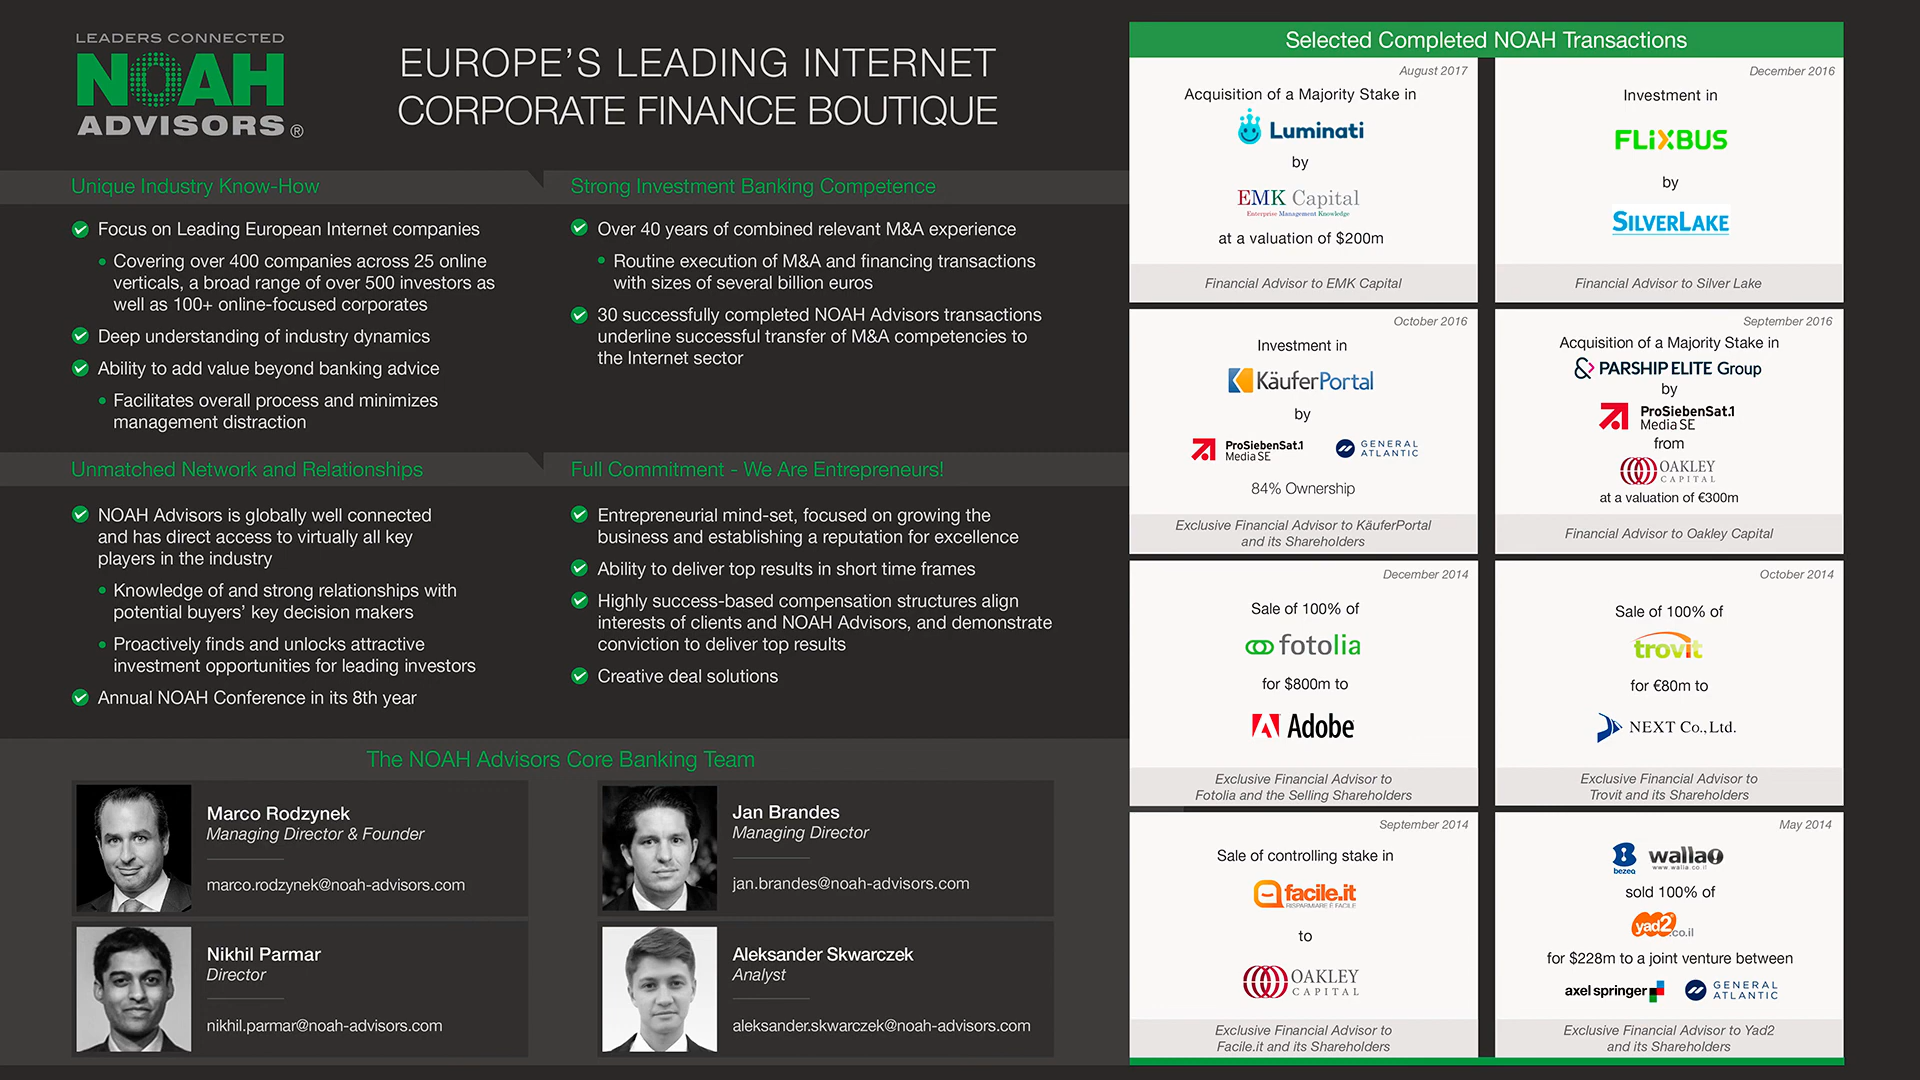 LEADERS CONNECTED
NOAH
ADVISORS®
EUROPE'S LEADING INTERNET
CORPORATE FINANCE BOUTIQUE
Unique Industry Know-How
Focus on Leading European Internet companies
Covering over 400 companies across 25 online
verticals, a broad range of over 500 investors as
well as 100+ online-focused corporates
Deep understanding of industry dynamics
Ability to add value beyond banking advice
Facilitates overall process and minimizes
management distraction
Strong Investment Banking Competence
Over 40 years of combined relevant M&A experience
Routine execution of M&A and financing transactions
with sizes of several billion euros
30 successfully completed NOAH Advisors transactions
underline successful transfer of M&A competencies to
the Internet sector
Unmatched Network and Relationships
NOAH Advisors is globally well connected
and has direct access to virtually all key
players in the industry
Knowledge of and strong relationships with
potential buyers' key decision makers
Proactively finds and unlocks attractive
investment opportunities for leading investors
Annual NOAH Conference in its 8th year
Full Commitment - We Are Entrepreneurs!
Entrepreneurial mind-set, focused on growing the
business and establishing a reputation for excellence
Ability to deliver top results in short time frames
Highly success-based compensation structures align
interests of clients and NOAH Advisors, and demonstrate
conviction to deliver top results
Creative deal solutions
The NOAH Advisors Core Banking Team
Marco Rodzynek
Managing Director & Founder
marco.rodzynek@noah-advisors.com
Jan Brandes
Managing Director
jan.brandes@noah-advisors.com
Nikhil Parmar
Director
nikhil.parmar@noah-advisors.com
Aleksander Skwarczek
Analyst
aleksander.skwarczek@noah-advisors.com
Selected Completed NOAH Transactions
August 2017
Acquisition of a Majority Stake in
Luminati
by
EMK Capital
Enterprise Management Knowledge
at a valuation of $200m
Financial Advisor to EMK Capital
December 2016
Investment in
FLiXBUS
by
SILVERLAKE
Financial Advisor to Silver Lake
October 2016
Investment in
KäuferPortal
by
ProSiebenSat.1
Media SE
GENERAL
ATLANTIC
84% Ownership
Exclusive Financial Advisor to KäuferPortal
and its Shareholders
September 2016
Acquisition of a Majority Stake in
PARSHIP ELITE Group
by
ProSiebenSat.1
Media SE
from
OAKLEY
CAPITAL
at a valuation of €300m
Financial Advisor to Oakley Capital
December 2014
Sale of 100% of
fotolia
for $800m to
Adobe
Exclusive Financial Advisor to
Fotolia and the Selling Shareholders
October 2014
Sale of 100% of
trovit
for €80m to
NEXT Co., Ltd.
Exclusive Financial Advisor to
Trovit and its Shareholders
September 2014
Sale of controlling stake in
facile.it
RISPARMIARE È FACILE
to
OAKLEY
CAPITAL
Exclusive Financial Advisor to
Facile.it and its Shareholders
May 2014
bezeq
walla!
www.walla.co.il
sold 100% of
yad2.co.il
for $228m to a joint venture between
axel springer
GENERAL
ATLANTIC
Exclusive Financial Advisor to Yad2
and its Shareholders